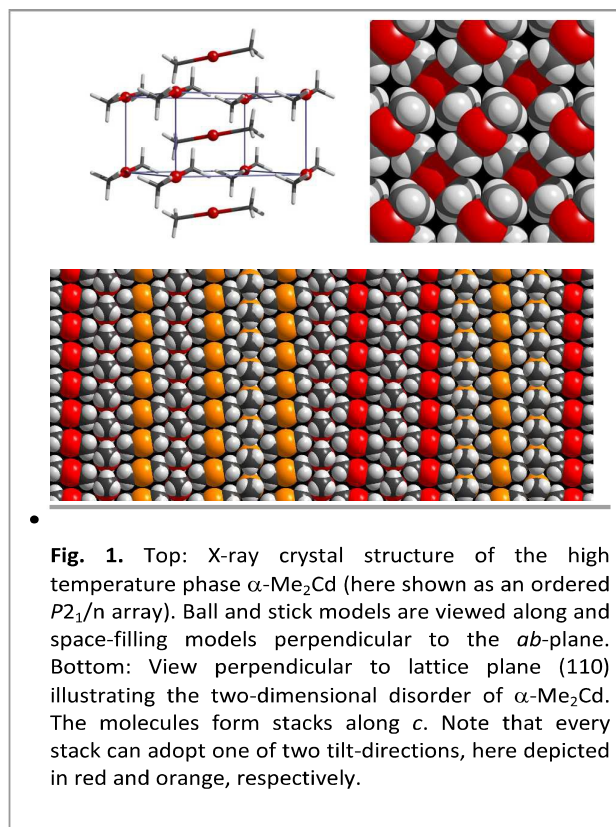 •
Fig. 1. Top: X-ray crystal structure of the high
temperature phase α-Me₂Cd (here shown as an ordered
P2₁/n array). Ball and stick models are viewed along and
space-filling models perpendicular to the ab-plane.
Bottom: View perpendicular to lattice plane (110)
illustrating the two-dimensional disorder of α-Me₂Cd.
The molecules form stacks along c. Note that every
stack can adopt one of two tilt-directions, here depicted
in red and orange, respectively.